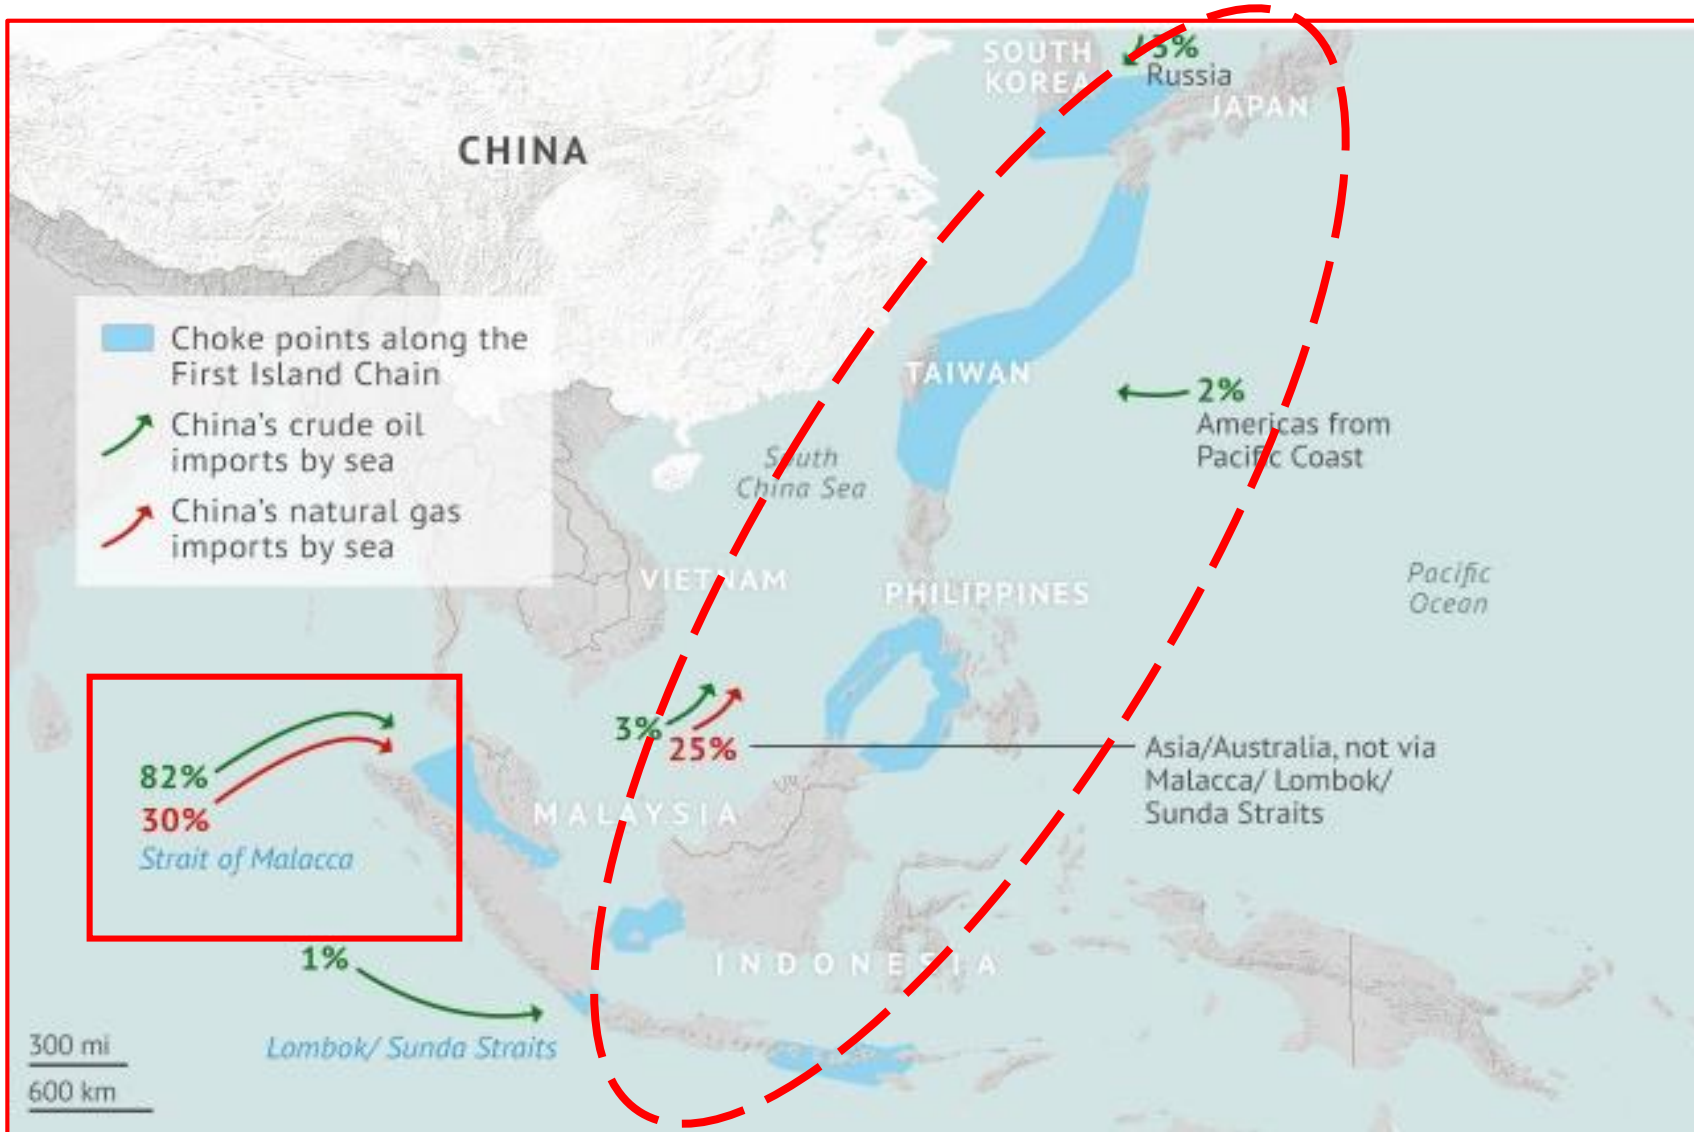 SOUTH
KOREA
3%
Russia
JAPAN
CHINA
Choke points along the
First Island Chain
China's crude oil
imports by sea
China's natural gas
imports by sea
TAIWAN
2%
Americas from
Pacific Coast
South
China Sea
VIETNAM
PHILIPPINES
Pacific
Ocean
3%
25%
Asia/Australia, not via
Malacca/ Lombok/
Sunda Straits
82%
30%
Strait of Malacca
MALAYSIA
INDONESIA
1%
Lombok/ Sunda Straits
300 mi
600 km